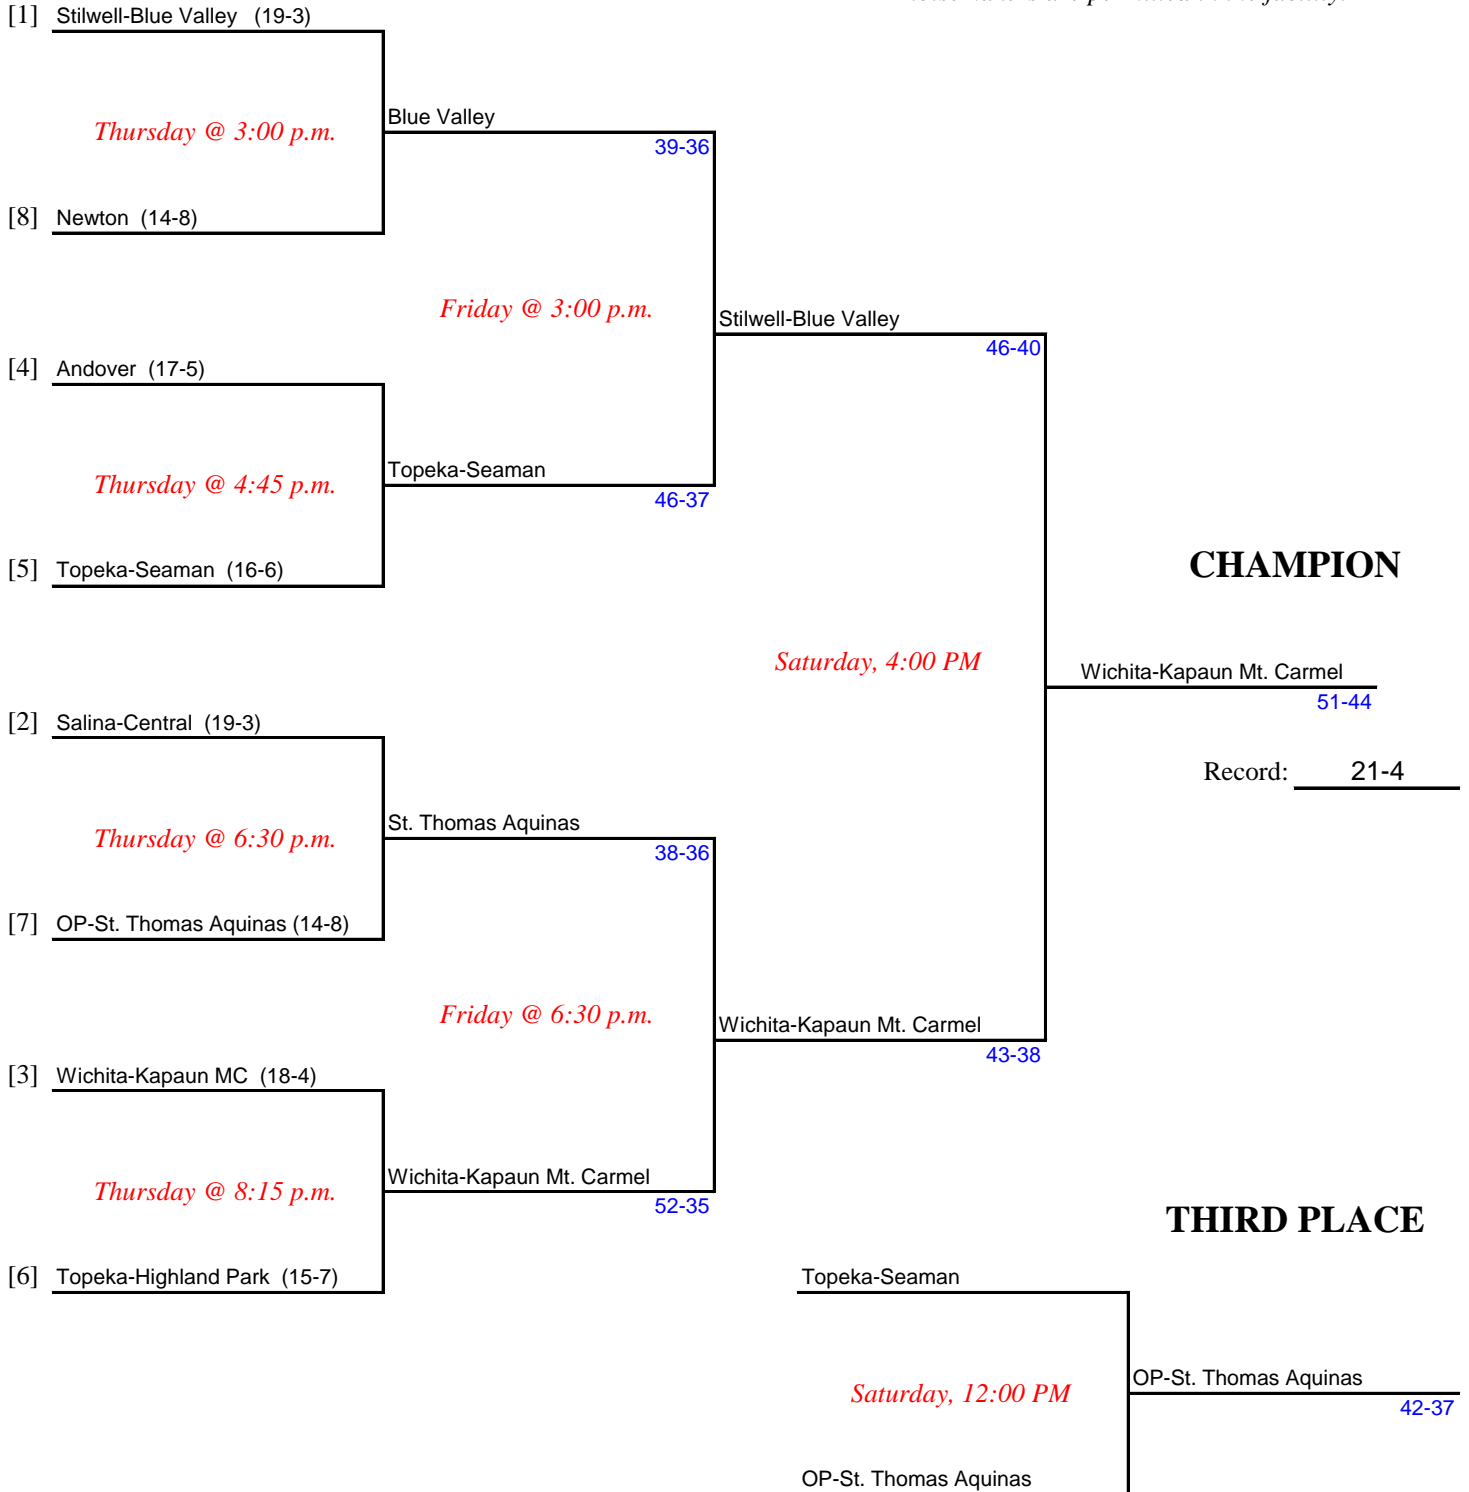 [1] Stilwell-Blue Valley (19-3)
Thursday @ 3:00 p.m.
Blue Valley
39-36
[8] Newton (14-8)
Friday @ 3:00 p.m.
Stilwell-Blue Valley
46-40
[4] Andover (17-5)
Thursday @ 4:45 p.m.
Topeka-Seaman
46-37
[5] Topeka-Seaman (16-6)
CHAMPION
Saturday, 4:00 PM
Wichita-Kapaun Mt. Carmel
51-44
Record: 21-4
[2] Salina-Central (19-3)
Thursday @ 6:30 p.m.
St. Thomas Aquinas
38-36
[7] OP-St. Thomas Aquinas (14-8)
Friday @ 6:30 p.m.
Wichita-Kapaun Mt. Carmel
43-38
[3] Wichita-Kapaun MC (18-4)
Thursday @ 8:15 p.m.
Wichita-Kapaun Mt. Carmel
52-35
[6] Topeka-Highland Park (15-7)
THIRD PLACE
Topeka-Seaman
Saturday, 12:00 PM
OP-St. Thomas Aquinas
42-37
OP-St. Thomas Aquinas